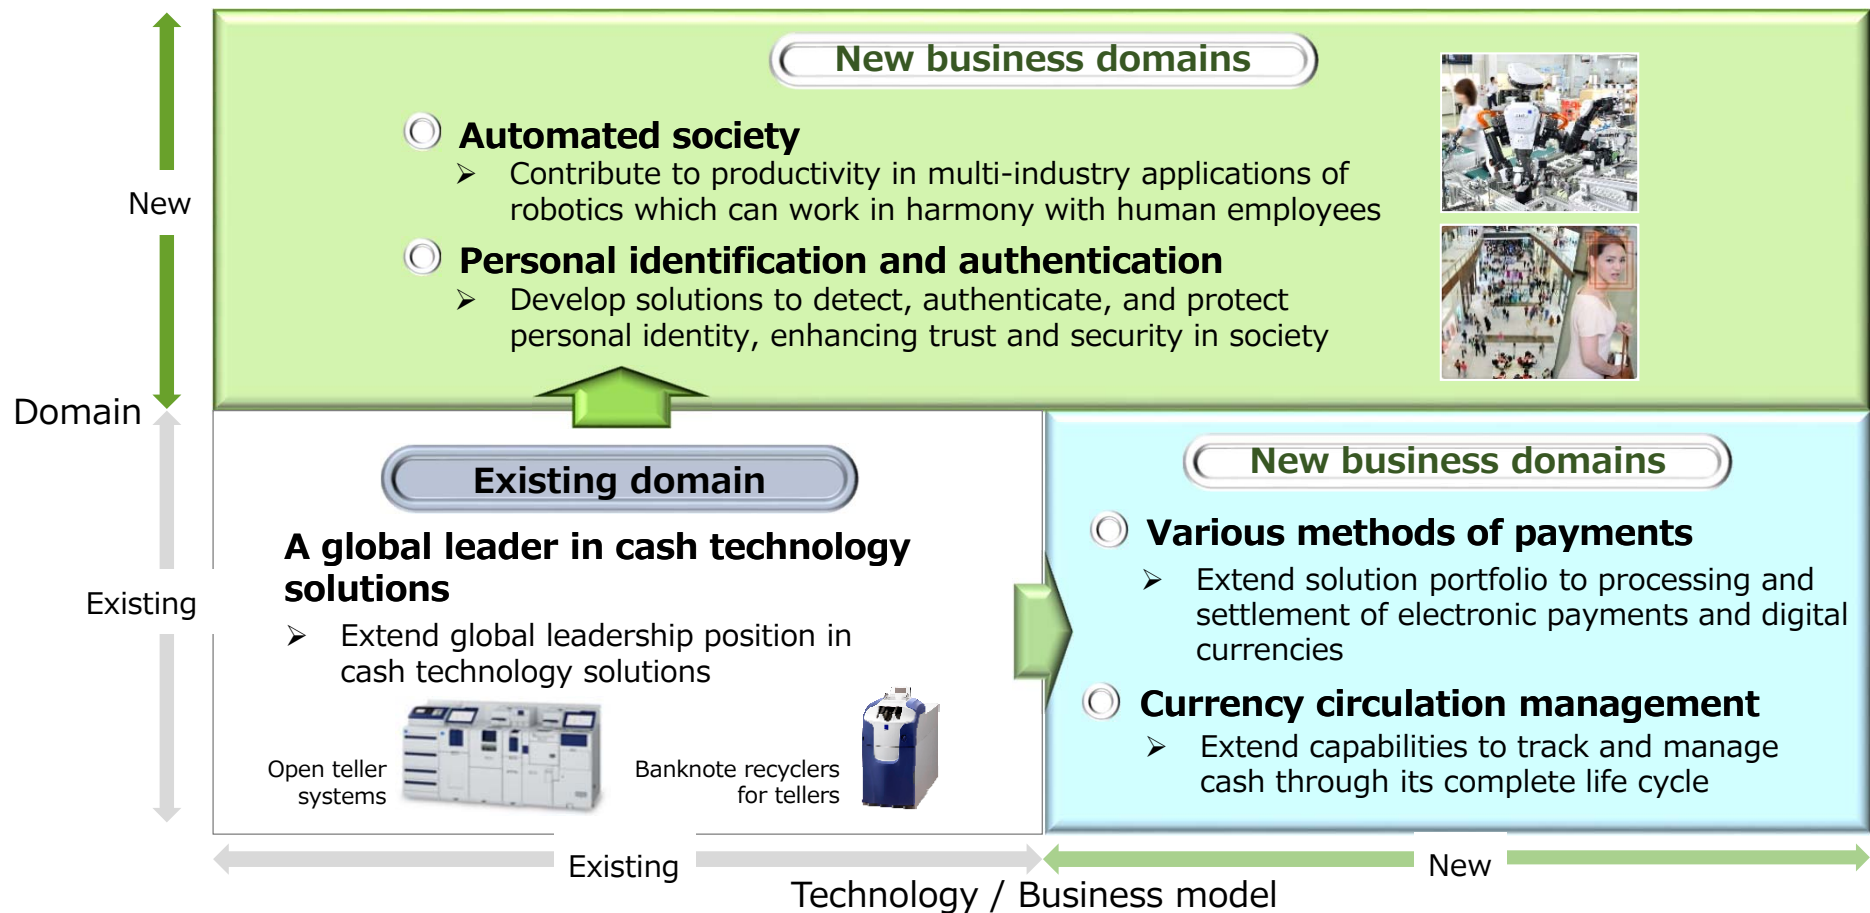 New business domains
Automated society
➢ Contribute to productivity in multi-industry applications of
robotics which can work in harmony with human employees
Personal identification and authentication
➢ Develop solutions to detect, authenticate, and protect
personal identity, enhancing trust and security in society
New
Domain
Existing
Existing domain
A global leader in cash technology
solutions
➢ Extend global leadership position in
cash technology solutions
Open teller
systems
Banknote recyclers
for tellers
New business domains
Various methods of payments
➢ Extend solution portfolio to processing and
settlement of electronic payments and digital
currencies
Currency circulation management
➢ Extend capabilities to track and manage
cash through its complete life cycle
Existing
New
Technology / Business model